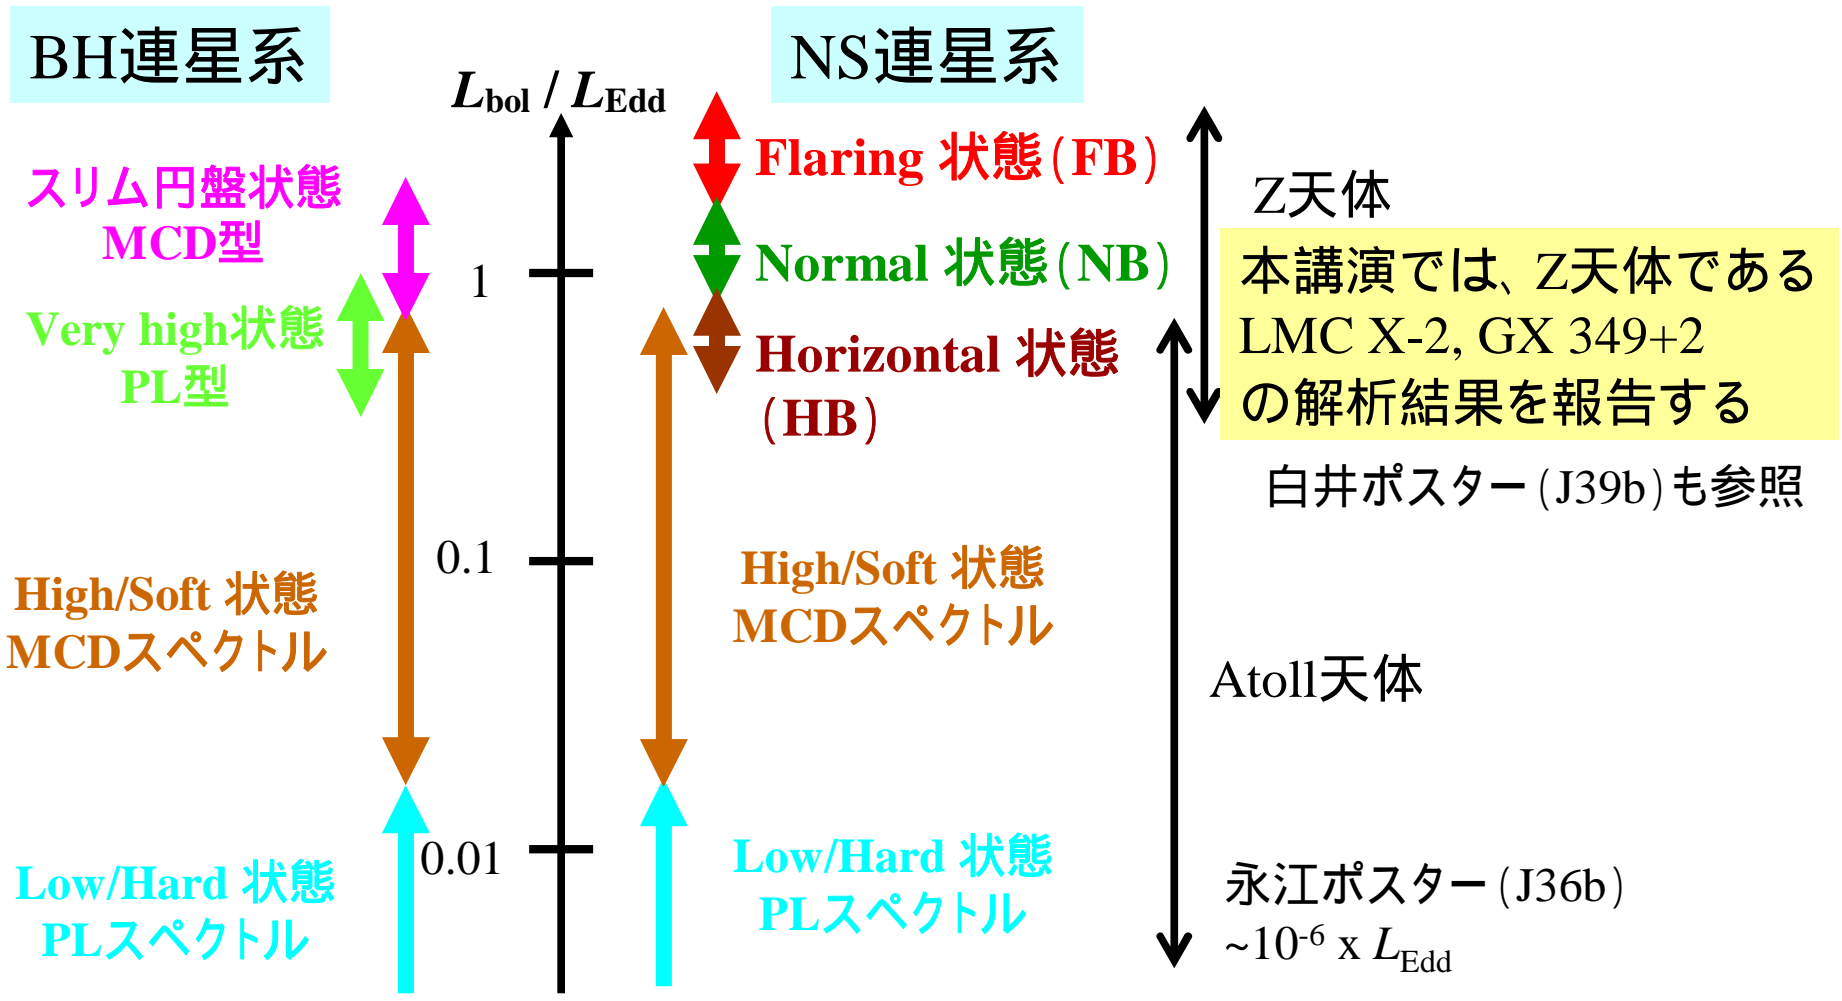 BH連星系
スリム円盤状態
MCD型
Very high状態
PL型
High/Soft 状態
MCDスペクトル
Low/Hard 状態
PLスペクトル
Lbol / LEdd
1
0.1
0.01
NS連星系
Flaring 状態(FB)
Normal 状態(NB)
Horizontal 状態
(HB)
High/Soft 状態
MCDスペクトル
Low/Hard 状態
PLスペクトル
Z天体
本講演では、Z天体である
LMC X-2, GX 349+2
の解析結果を報告する
白井ポスター(J39b)も参照
Atoll天体
永江ポスター(J36b)
~10-6 x LEdd